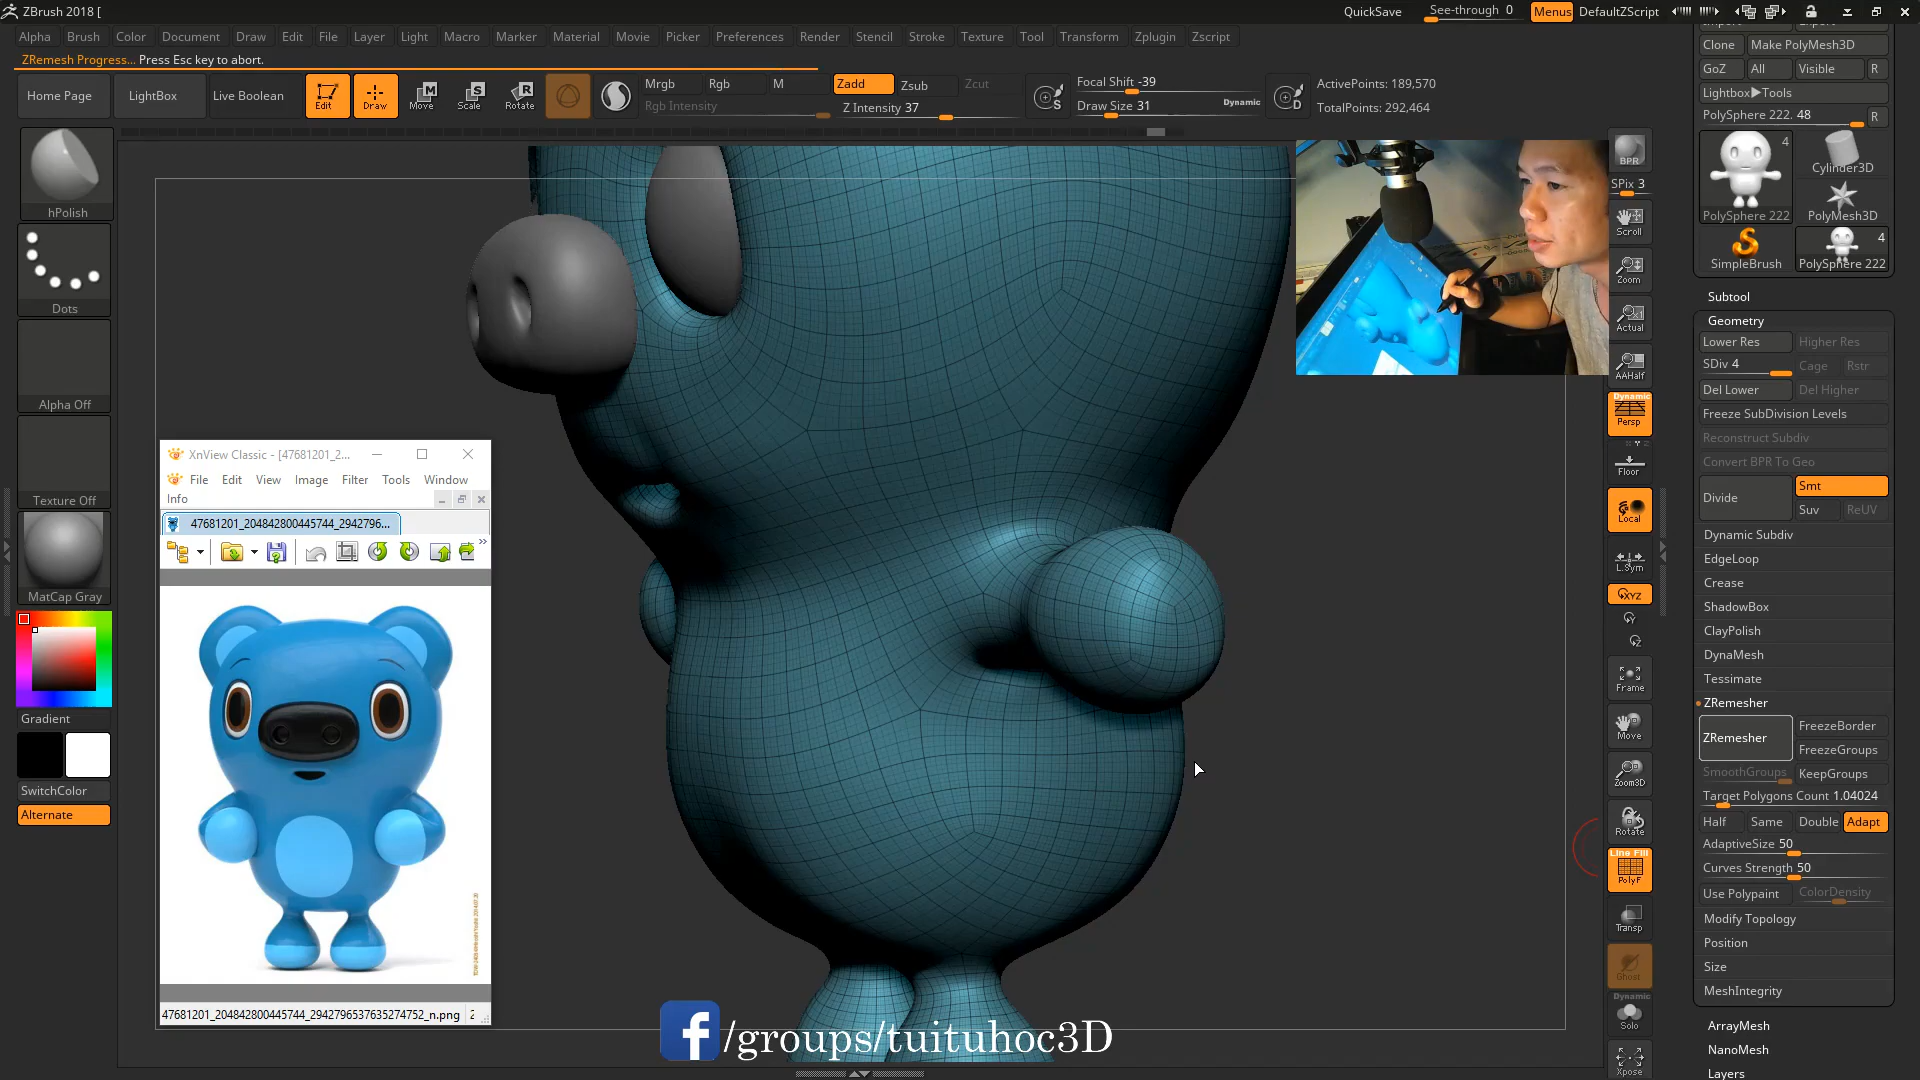 ZBrush 2018 [
QuickSave
See-through 0
Menus
DefaultZScript
Alpha Brush Color Document Draw Edit File Layer Light Macro Marker Material Movie Picker Preferences Render Stencil Stroke Texture Tool Transform Zplugin Zscript
ZRemesh Progress... Press Esc key to abort.
Home Page
LightBox
Live Boolean
Edit
Draw
Move
Scale
Rotate
Mrgb Rgb M
Rgb Intensity
Zadd Zsub Zcut
Z Intensity 37
Focal Shift -39
Draw Size 31
Dynamic
ActivePoints: 189,570
TotalPoints: 292,464
hPolish
Dots
Alpha Off
Texture Off
MatCap Gray
Gradient
SwitchColor
Alternate
XnView Classic - [47681201_2...
File Edit View Image Filter Tools Window
Info
47681201_204842800445744_2942796...
47681201_204842800445744_2942796537635274752_n.png
/groups/tuituhoc3D
BPR
SPix 3
Scroll
Zoom
Actual
AAHalf
Dynamic
Persp
Floor
Local
L.Sym
XYZ
Frame
Move
Zoom3D
Rotate
Line Fill
PolyF
Transp
Ghost
Dynamic
Solo
Xpose
Clone Make PolyMesh3D
GoZ All Visible R
Lightbox▶Tools
PolySphere 222. 48 R
4
PolySphere 222
Cylinder3D
PolyMesh3D
SimpleBrush
4
PolySphere 222
Subtool
Geometry
Lower Res Higher Res
SDiv 4 Cage Rstr
Del Lower Del Higher
Freeze SubDivision Levels
Reconstruct Subdiv
Convert BPR To Geo
Divide
Smt
Suv ReUV
Dynamic Subdiv
EdgeLoop
Crease
ShadowBox
ClayPolish
DynaMesh
Tessimate
ZRemesher
ZRemesher
FreezeBorder
FreezeGroups
SmoothGroups KeepGroups
Target Polygons Count 1.04024
Half Same Double Adapt
AdaptiveSize 50
Curves Strength 50
Use Polypaint ColorDensity
Modify Topology
Position
Size
MeshIntegrity
ArrayMesh
NanoMesh
Layers